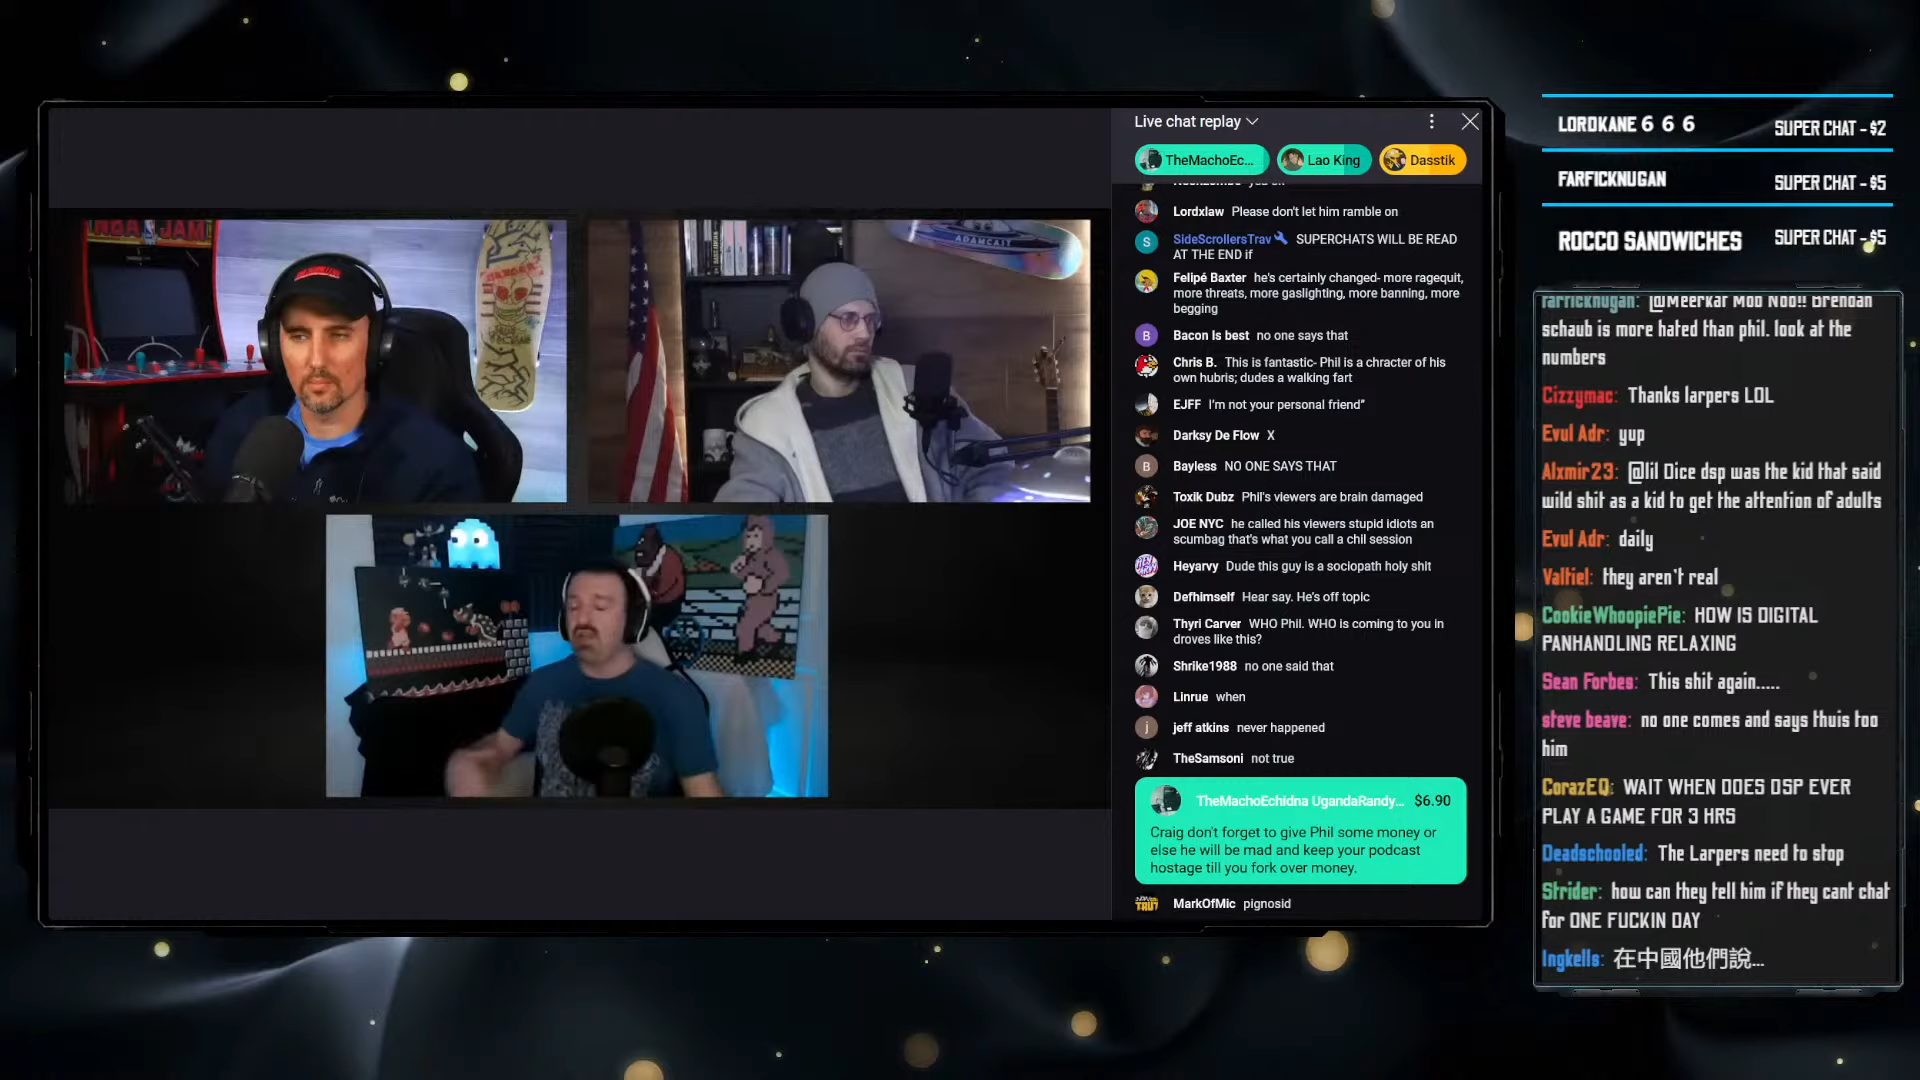 NBA JAM
ADAMCAIT
Live chat replay
TheMachoEc...
Lao King
Dasstik
Lordxlaw Please don't let him ramble on
S SideScrollersTrav SUPERCHATS WILL BE READ
AT THE END if
Felipé Baxter he's certainly changed- more ragequit,
more threats, more gaslighting, more banning, more
begging
B Bacon Is best no one says that
Chris B. This is fantastic- Phil is a chracter of his
own hubris; dudes a walking fart
EJFF I'm not your personal friend"
Darksy De Flow X
B Bayless NO ONE SAYS THAT
Toxik Dubz Phil's viewers are brain damaged
JOE NYC he called his viewers stupid idiots an
scumbag that's what you call a chil session
Heyarvy Dude this guy is a sociopath holy shit
Defhimself Hear say. He's off topic
Thyri Carver WHO Phil. WHO is coming to you in
droves like this?
Shrike1988 no one said that
Linrue when
j jeff atkins never happened
TheSamsoni not true
TheMachoEchidna UgandaRandy... $6.90
Craig don't forget to give Phil some money or
else he will be mad and keep your podcast
hostage till you fork over money.
MarkOfMic pignosid
LORDKANE 6 6 6 SUPER CHAT - $2
FARFICKNUGAN SUPER CHAT - $5
ROCCO SANDWICHES SUPER CHAT - $5
farficknugan: @Meerkat Moo Noo!! Brendan
schaub is more hated than phil. look at the
numbers
Cizzymac: Thanks larpers LOL
Evul Adr: yup
Alxmir23: @lil Dice dsp was the kid that said
wild shit as a kid to get the attention of adults
Evul Adr: daily
Valtiel: they aren't real
CookieWhoopiePie: HOW IS DIGITAL
PANHANDLING RELAXING
Sean Forbes: This shit again.....
steve beave: no one comes and says thuis too
him
CorazEQ: WAIT WHEN DOES DSP EVER
PLAY A GAME FOR 3 HRS
Deadschooled: The Larpers need to stop
Strider: how can they tell him if they cant chat
for ONE FUCKIN DAY
Ingkells: 在中國他們說...